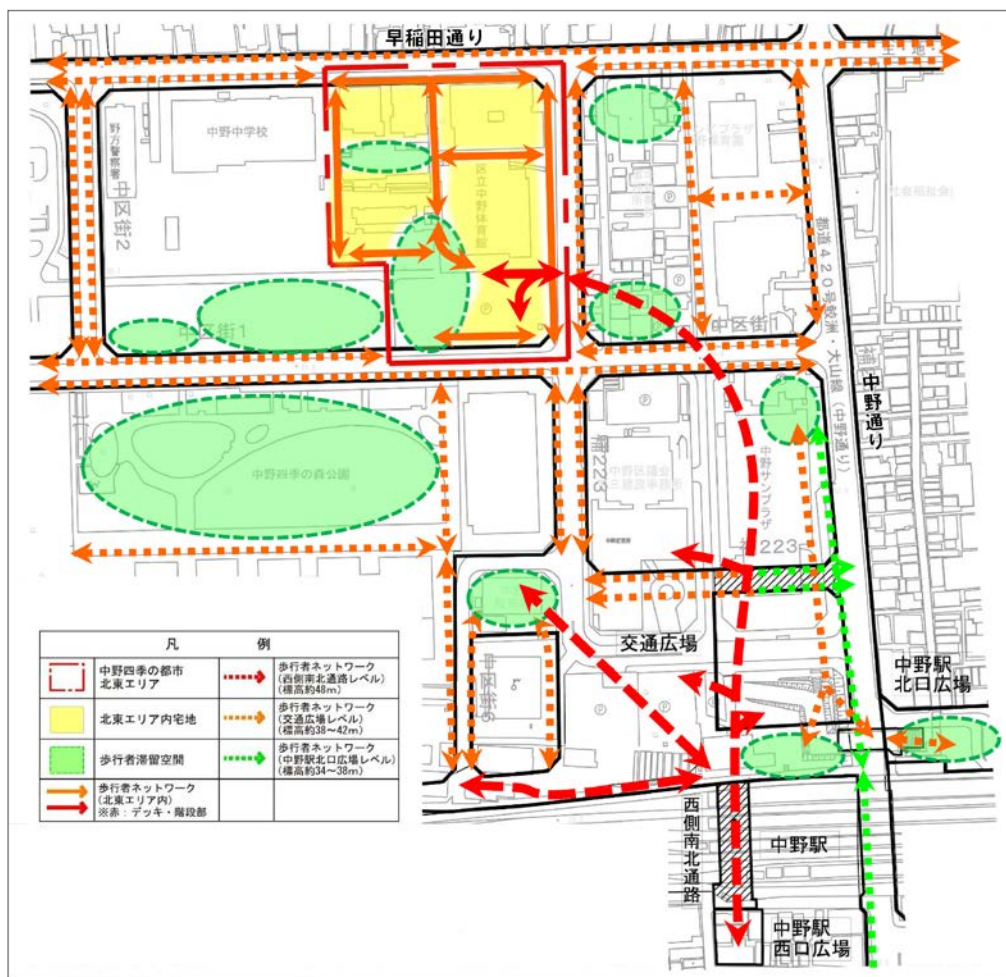 早稲田通り
主・地・
野方警察署
中区街2
中野中学校
区立中野体育館
都道420号鮫洲・大山線（中野通り）
中区街1
中区街1
中野通り
中野四季の森公園
補223
中野サンプラザ
補223
交通広場
中区街6
中野駅
北口広場
西側南北通路
中野駅
中野駅
西口広場
凡 例
中野四季の都市
北東エリア
歩行者ネットワーク
（西側南北通路レベル）
（標高約48m）
北東エリア内宅地
歩行者ネットワーク
（交通広場レベル）
（標高約38～42m）
歩行者滞留空間
歩行者ネットワーク
（中野駅北口広場レベル）
（標高約34～38m）
歩行者ネットワーク
（北東エリア内）
※赤：デッキ・階段部